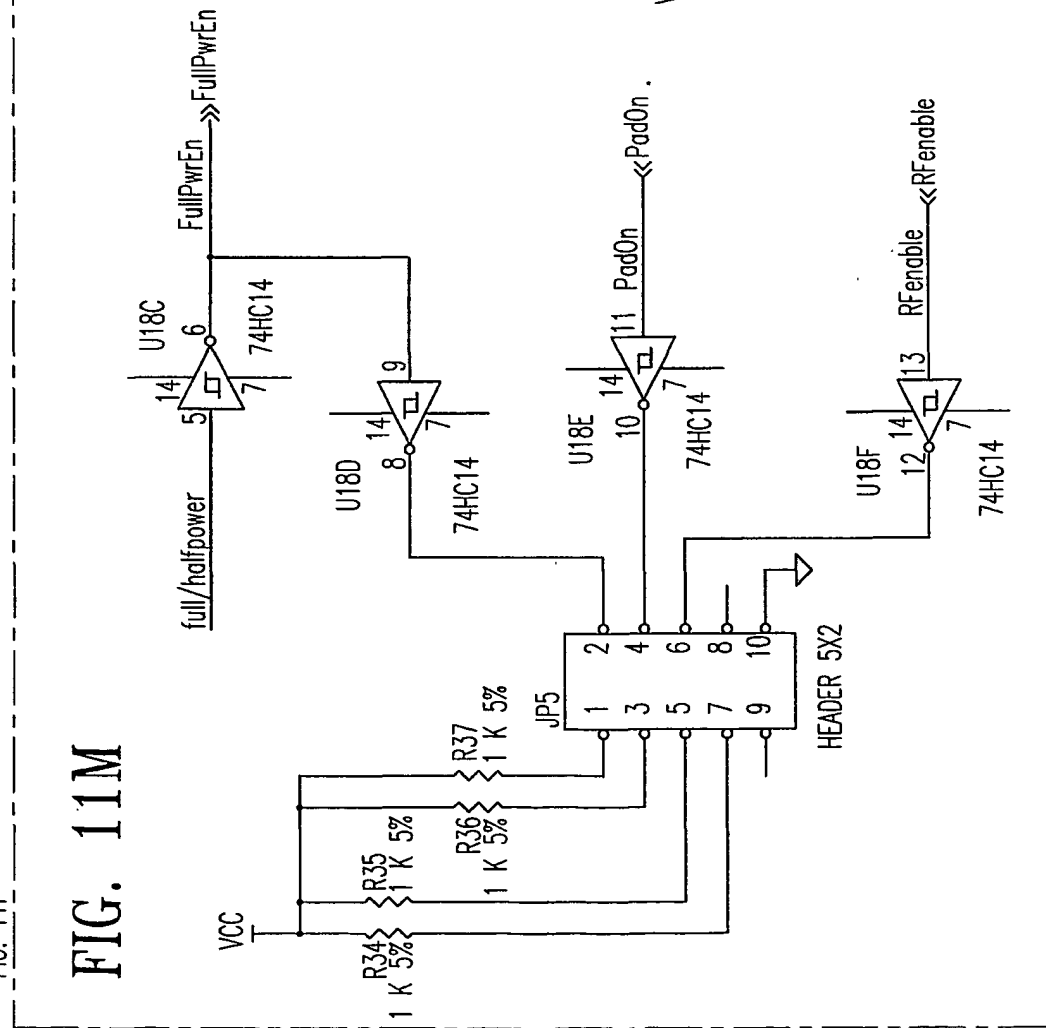 FIG. 11M
full/halfpower
5
14
7
6
U18C
74HC14
FullPwrEn
FullPwrEn
U18D
8
14
7
9
74HC14
U18E
10
14
7
11
74HC14
PadOn
PadOn .
U18F
12
14
7
13
74HC14
RFenable
RFenable
VCC
R34
1 K 5%
R35
1 K 5%
R36
1 K 5%
R37
1 K 5%
JP5
1 2
3 4
5 6
7 8
9 10
HEADER 5X2